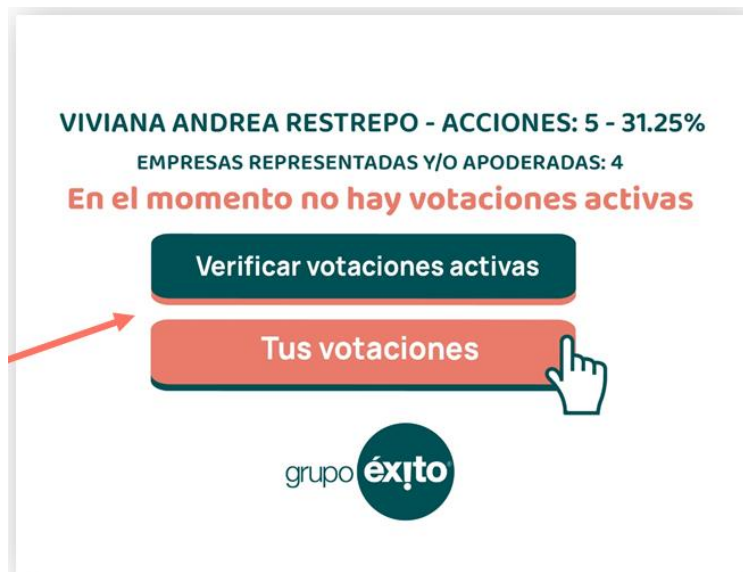 VIVIANA ANDREA RESTREPO - ACCIONES: 5 - 31.25%
EMPRESAS REPRESENTADAS Y/O APODERADAS: 4
En el momento no hay votaciones activas
Verificar votaciones activas
Tus votaciones
grupo éxito